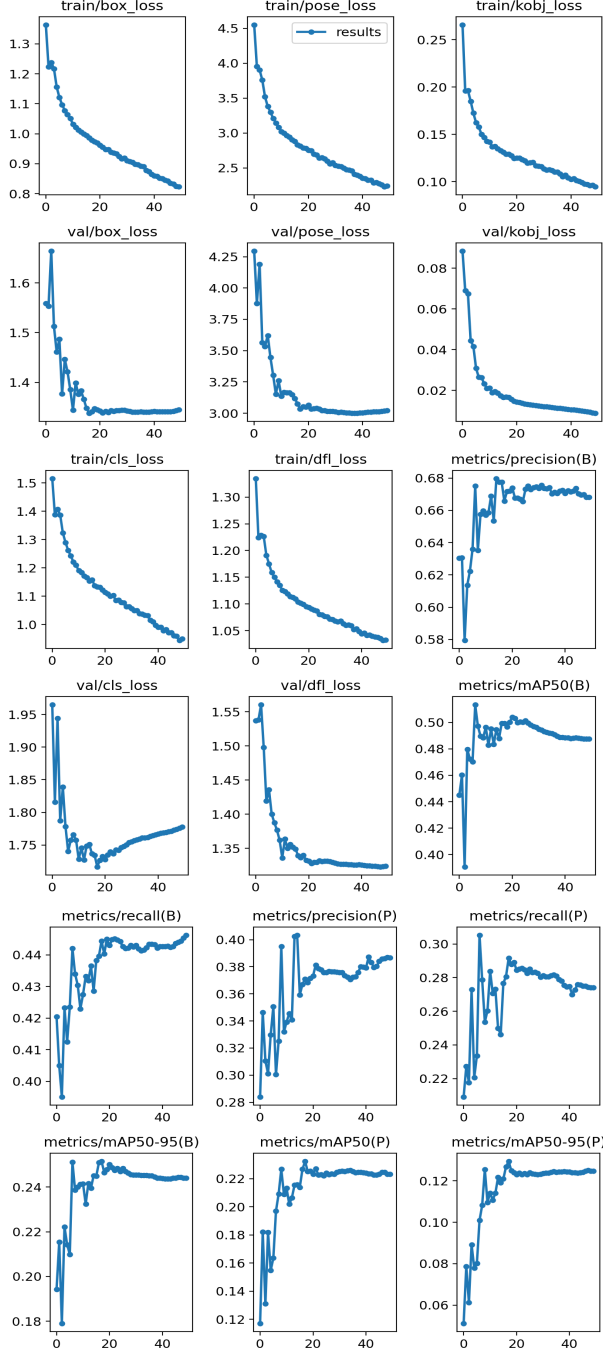 train/box_loss train/pose_loss train/kobj_loss
results
1.3 1.2 1.1 1.0 0.9 0.8
4.5 4.0 3.5 3.0 2.5
0.25 0.20 0.15 0.10
0 20 40 0 20 40 0 20 40
val/box_loss val/pose_loss val/kobj_loss
1.6 1.5 1.4
4.25 4.00 3.75 3.50 3.25 3.00
0.08 0.06 0.04 0.02
0 20 40 0 20 40 0 20 40
train/cls_loss train/dfl_loss metrics/precision(B)
1.5 1.4 1.3 1.2 1.1 1.0
1.30 1.25 1.20 1.15 1.10 1.05
0.68 0.66 0.64 0.62 0.60 0.58
0 20 40 0 20 40 0 20 40
val/cls_loss val/dfl_loss metrics/mAP50(B)
1.95 1.90 1.85 1.80 1.75
1.55 1.50 1.45 1.40 1.35
0.50 0.48 0.46 0.44 0.42 0.40
0 20 40 0 20 40 0 20 40
metrics/recall(B) metrics/precision(P) metrics/recall(P)
0.44 0.43 0.42 0.41 0.40
0.40 0.38 0.36 0.34 0.32 0.30 0.28
0.30 0.28 0.26 0.24 0.22
0 20 40 0 20 40 0 20 40
metrics/mAP50-95(B) metrics/mAP50(P) metrics/mAP50-95(P)
0.24 0.22 0.20 0.18
0.22 0.20 0.18 0.16 0.14 0.12
0.12 0.10 0.08 0.06
0 20 40 0 20 40 0 20 40